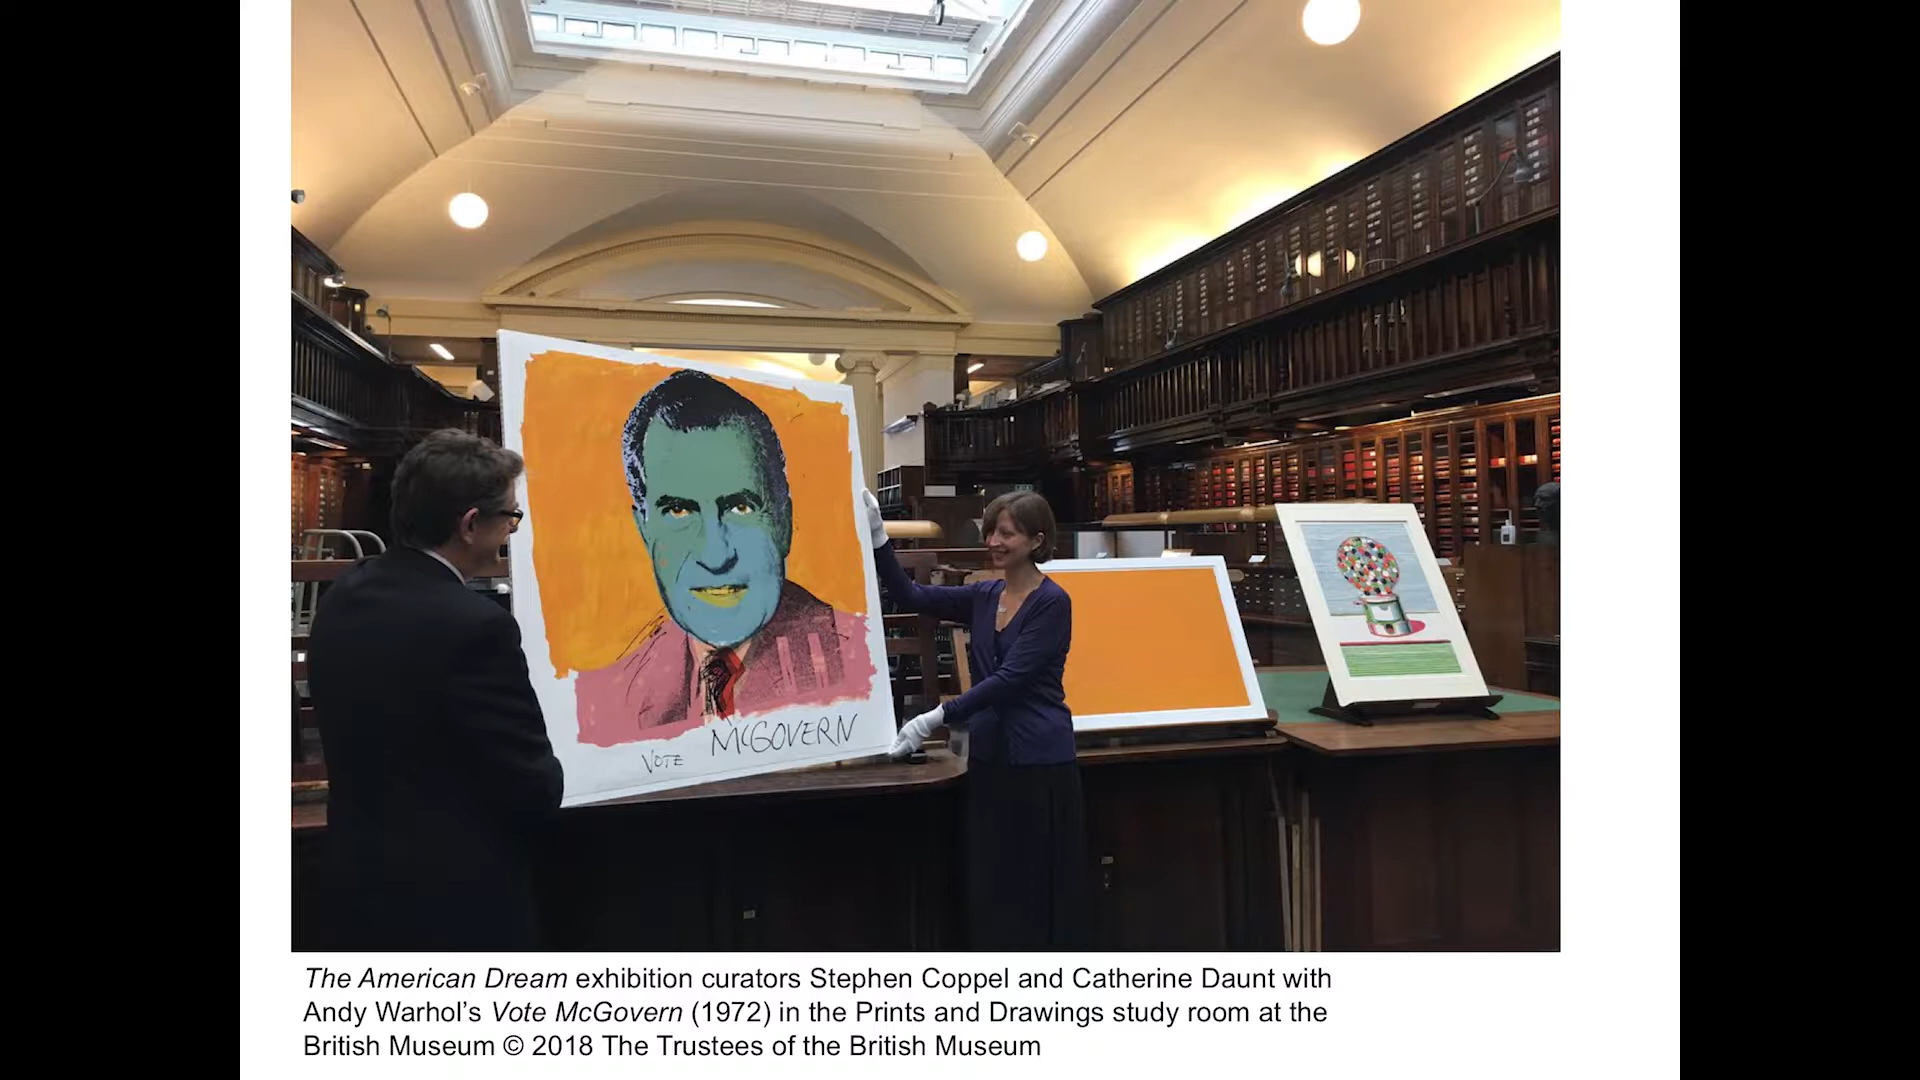 VOTE McGOVERN
The American Dream exhibition curators Stephen Coppel and Catherine Daunt with
Andy Warhol’s Vote McGovern (1972) in the Prints and Drawings study room at the
British Museum © 2018 The Trustees of the British Museum